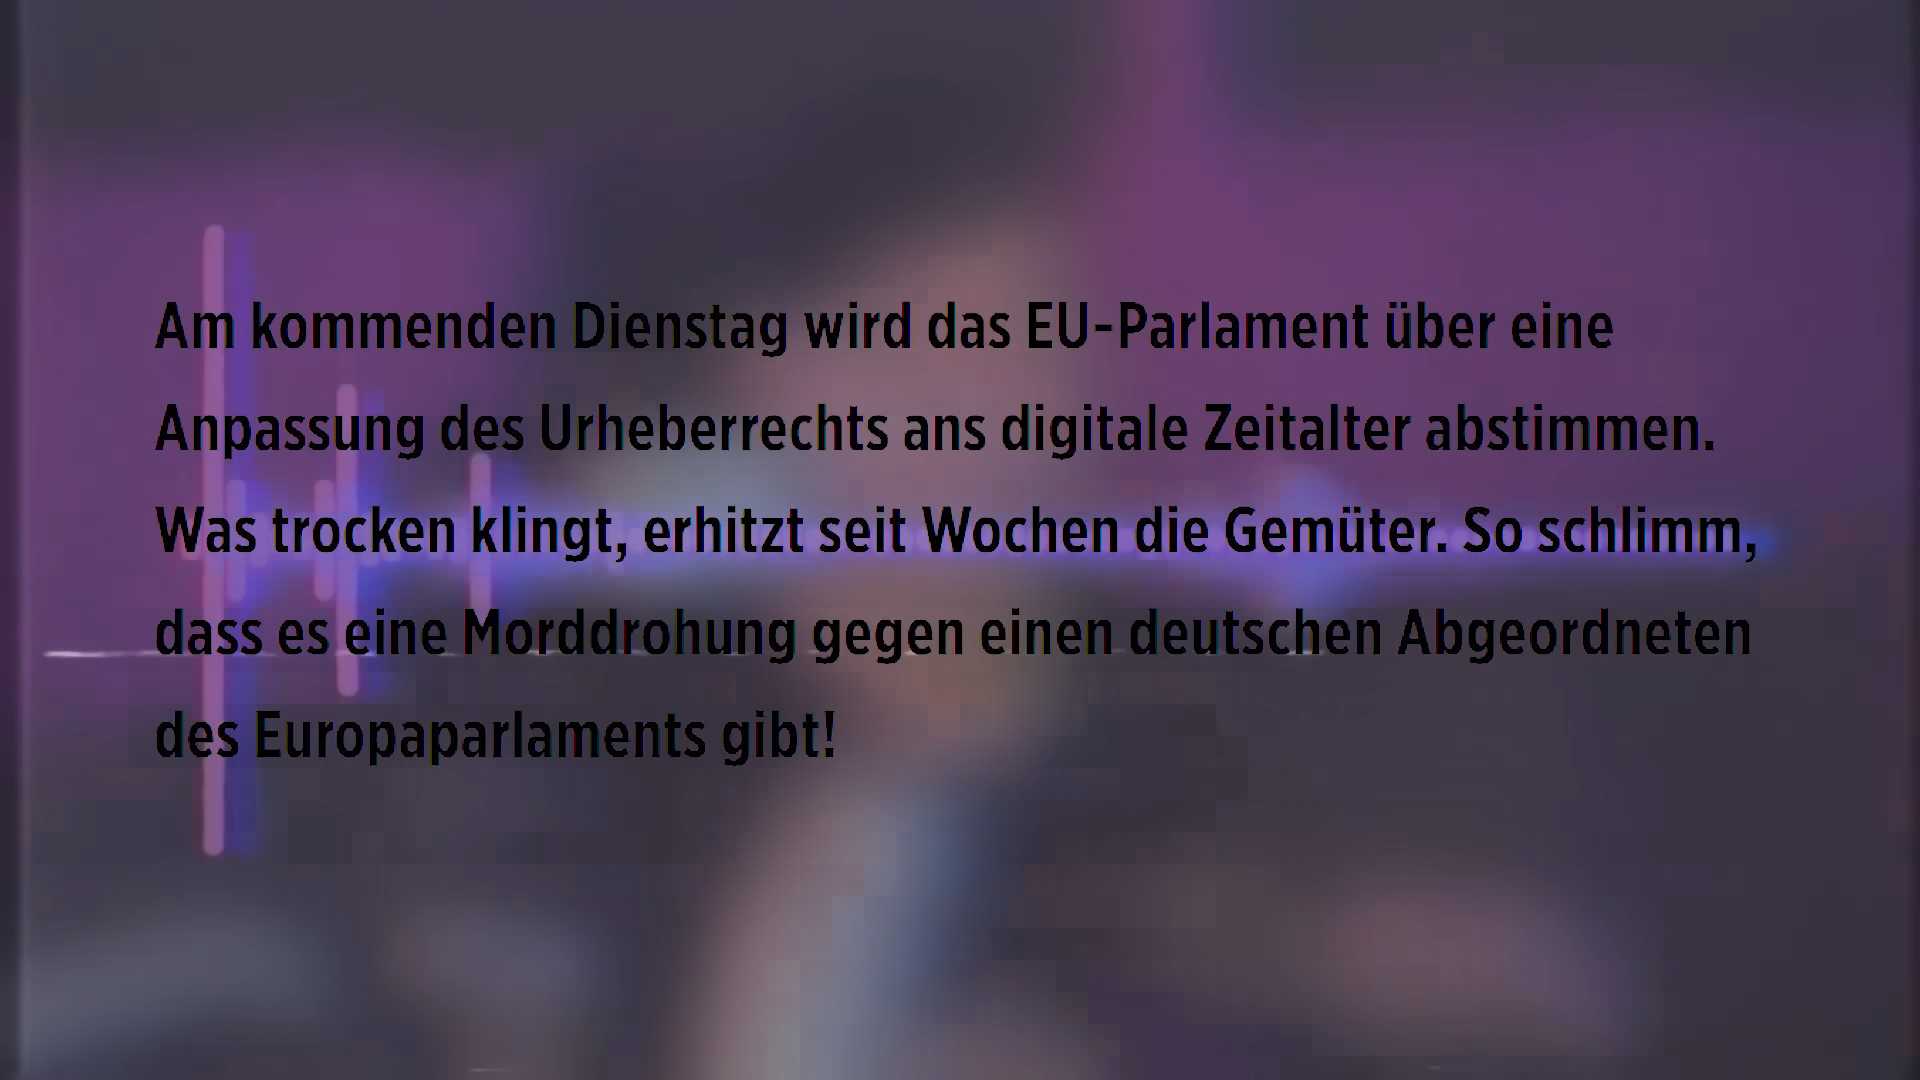 Am kommenden Dienstag wird das EU-Parlament über eine
Anpassung des Urheberrechts ans digitale Zeitalter abstimmen.
Was trocken klingt, erhitzt seit Wochen die Gemüter. So schlimm,
dass es eine Morddrohung gegen einen deutschen Abgeordneten
des Europaparlaments gibt!